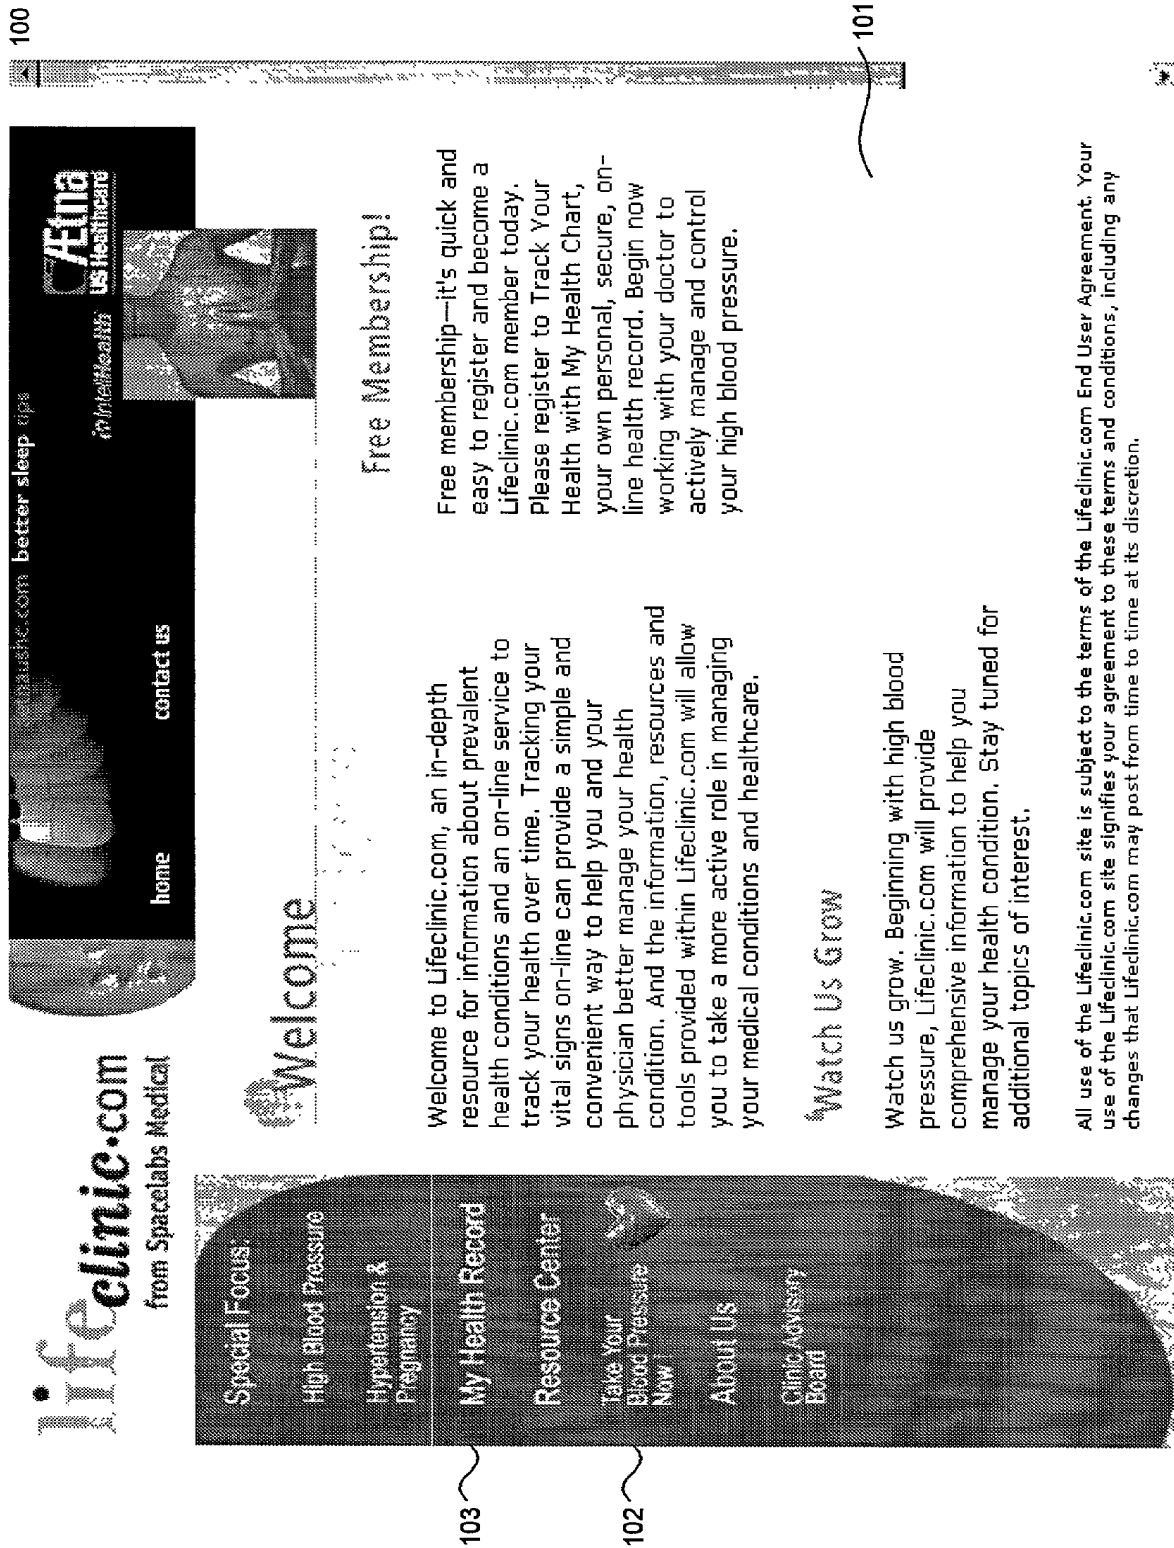 100
life
clinic•com
from Spacelabs Medical
better sleep tips
inteliHealth
Ætna
US Healthcare
home
contact us
Special Focus:
High Blood Pressure
Hypertension &
Pregnancy
My Health Record
Resource Center
Take Your
Blood Pressure
Now!
About Us
Clinic Advisory
Board
103
102
Welcome
Welcome to Lifeclinic.com, an in-depth
resource for information about prevalent
health conditions and an on-line service to
track your health over time. Tracking your
vital signs on-line can provide a simple and
convenient way to help you and your
physician better manage your health
condition. And the information, resources and
tools provided within Lifeclinic.com will allow
you to take a more active role in managing
your medical conditions and healthcare.
Free Membership!
Free membership—it's quick and
easy to register and become a
Lifeclinic.com member today.
Please register to Track Your
Health with My Health Chart,
your own personal, secure, on-
line health record. Begin now
working with your doctor to
actively manage and control
your high blood pressure.
101
Watch Us Grow
Watch us grow. Beginning with high blood
pressure, Lifeclinic.com will provide
comprehensive information to help you
manage your health condition. Stay tuned for
additional topics of interest.
All use of the Lifeclinic.com site is subject to the terms of the Lifeclinic.com End User Agreement. Your
use of the Lifeclinic.com site signifies your agreement to these terms and conditions, including any
changes that Lifeclinic.com may post from time to time at its discretion.